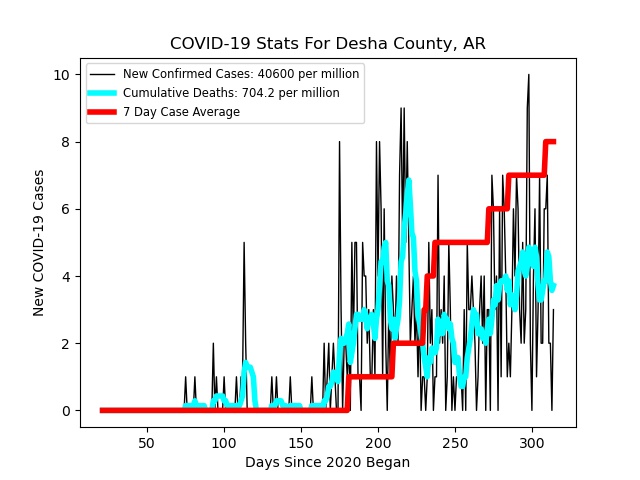 COVID-19 Stats For Desha County, AR
New Confirmed Cases: 40600 per million
Cumulative Deaths: 704.2 per million
7 Day Case Average
New COVID-19 Cases
10
8
6
4
2
0
50 100 150 200 250 300
Days Since 2020 Began